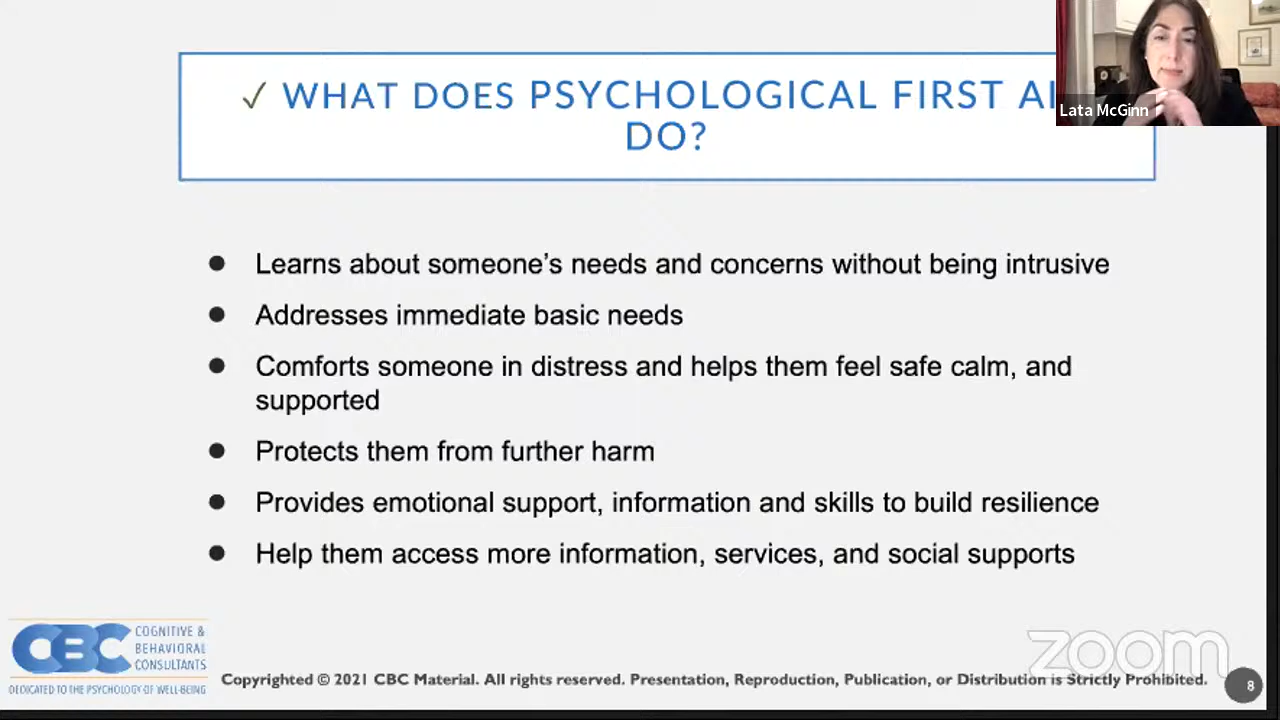 ✓ WHAT DOES PSYCHOLOGICAL FIRST
DO?
Lata McGinn
● Learns about someone's needs and concerns without being intrusive
● Addresses immediate basic needs
● Comforts someone in distress and helps them feel safe calm, and
supported
● Protects them from further harm
● Provides emotional support, information and skills to build resilience
● Help them access more information, services, and social supports
CBC
COGNITIVE &
BEHAVIORAL
CONSULTANTS
DEDICATED TO THE PSYCHOLOGY OF WELL-BEING
Copyrighted © 2021 CBC Material. All rights reserved. Presentation, Reproduction, Publication, or Distribution is Strictly Prohibited.
zoom
8